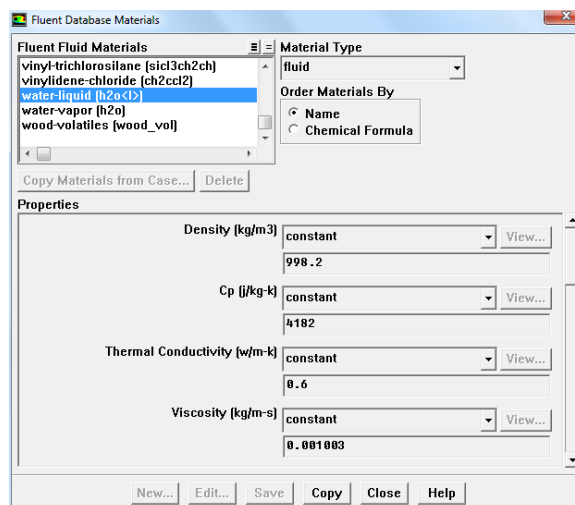 Fluent Database Materials
Fluent Fluid Materials
vinyl-trichlorosilane (sicl3ch2ch)
vinylidene-chloride (ch2ccl2)
water-liquid (h2o<l>)
water-vapor (h2o)
wood-volatiles (wood_vol)
Copy Materials from Case... Delete
Material Type
fluid
Order Materials By
Name
Chemical Formula
Properties
Density (kg/m3) constant View...
998.2
Cp (j/kg-k) constant View...
4182
Thermal Conductivity (w/m-k) constant View...
0.6
Viscosity (kg/m-s) constant View...
0.001003
New... Edit... Save Copy Close Help